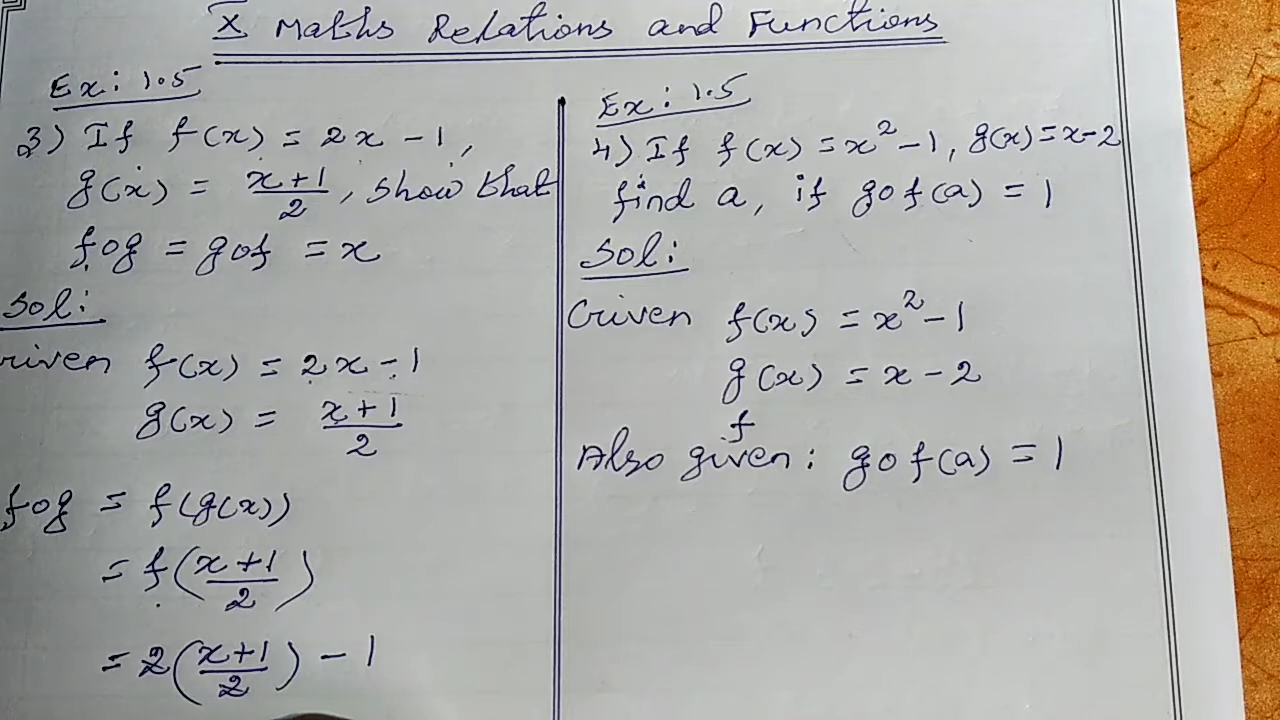 X Maths Relations and Functions
Ex: 1.5
3) If f(x) = 2x - 1,
g(x) = x+1/2, show that
fog = gof = x
Sol:
riven f(x) = 2x - 1
g(x) = x+1/2
fog = f(g(x))
= f(x+1/2)
= 2(x+1/2) - 1
Ex: 1.5
4) If f(x) = x² - 1, g(x) = x-2
find a, if gof(a) = 1
Sol:
Given f(x) = x² - 1
g(x) = x - 2
f
Also given: gof(a) = 1